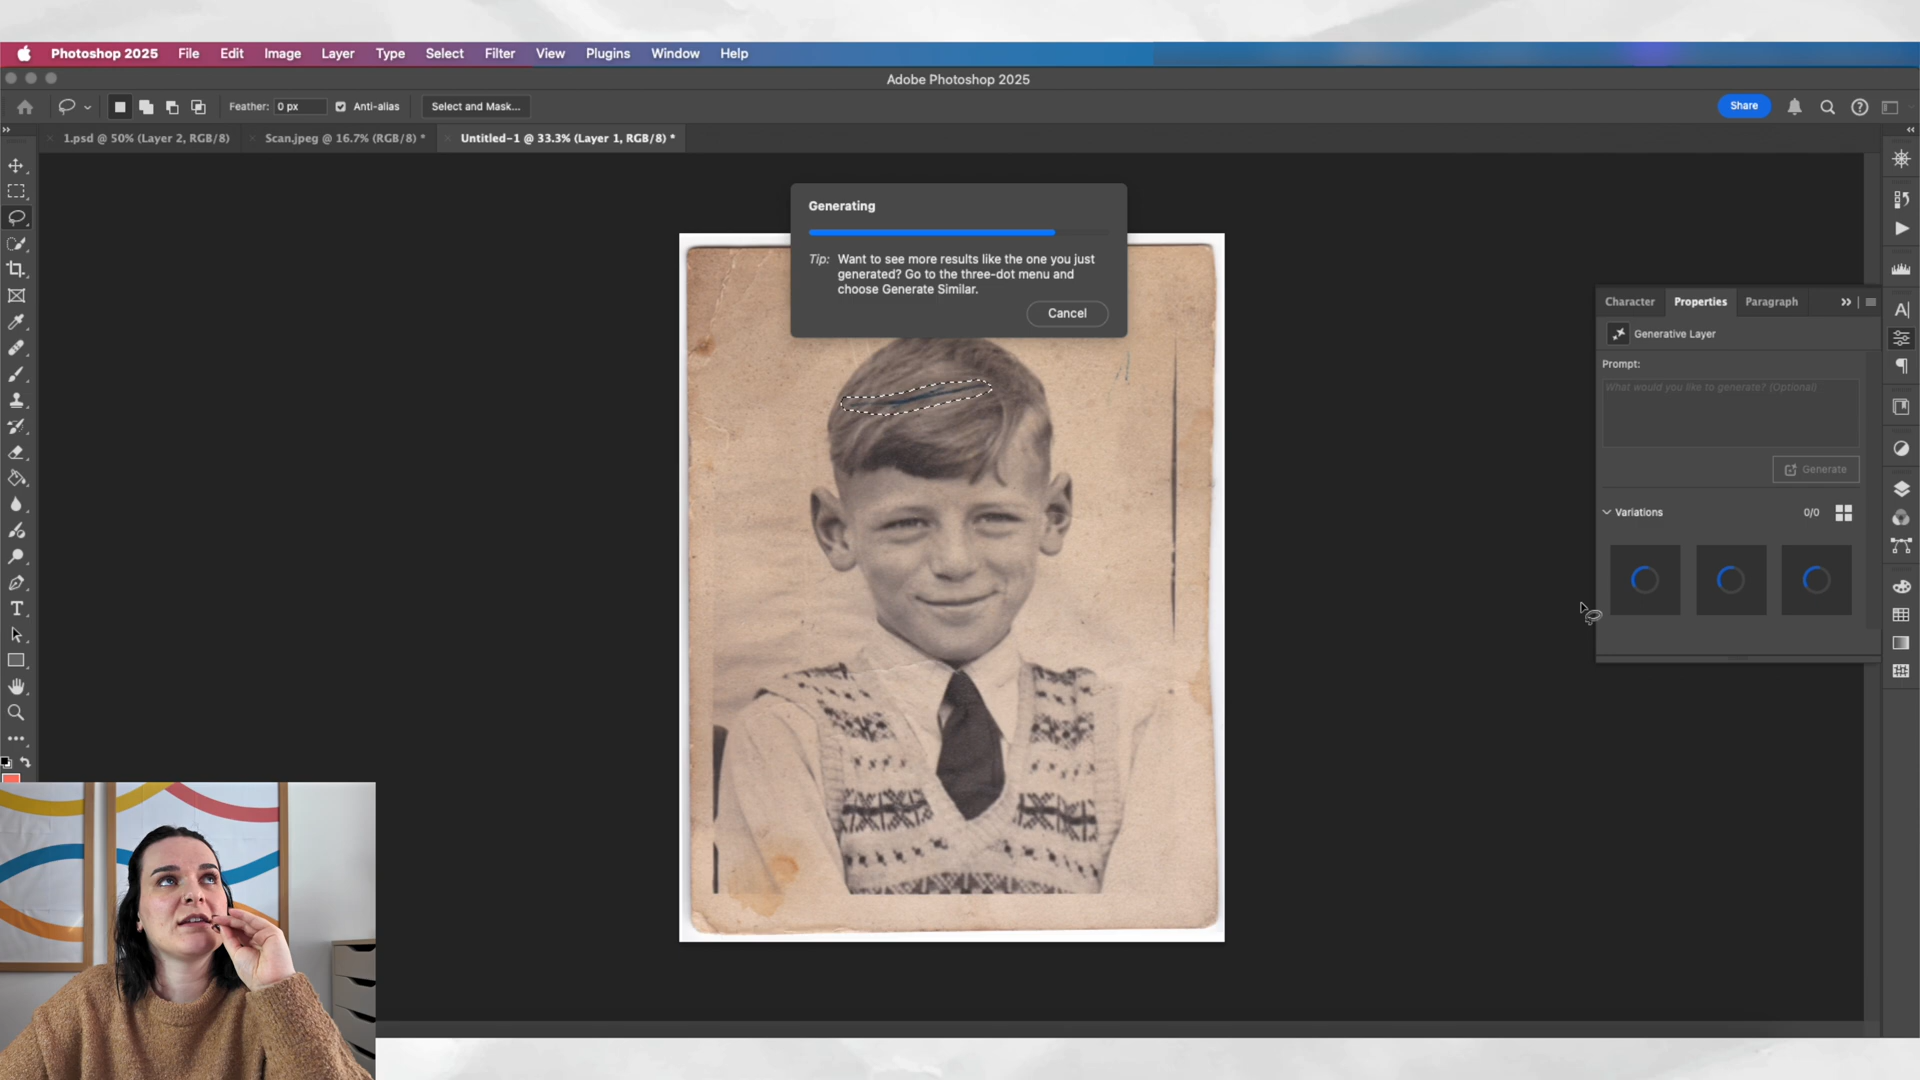 Photoshop 2025 File Edit Image Layer Type Select Filter View Plugins Window Help
Adobe Photoshop 2025
Feather: 0 px Anti-alias Select and Mask... Share
1.psd @ 50% (Layer 2, RGB/8) Scan.jpeg @ 16.7% (RGB/8) * Untitled-1 @ 33.3% (Layer 1, RGB/8) *
Generating
Tip: Want to see more results like the one you just
generated? Go to the three-dot menu and
choose Generate Similar.
Cancel
Character Properties Paragraph
Generative Layer
Prompt:
What would you like to generate? (Optional)
Generate
Variations 0/0